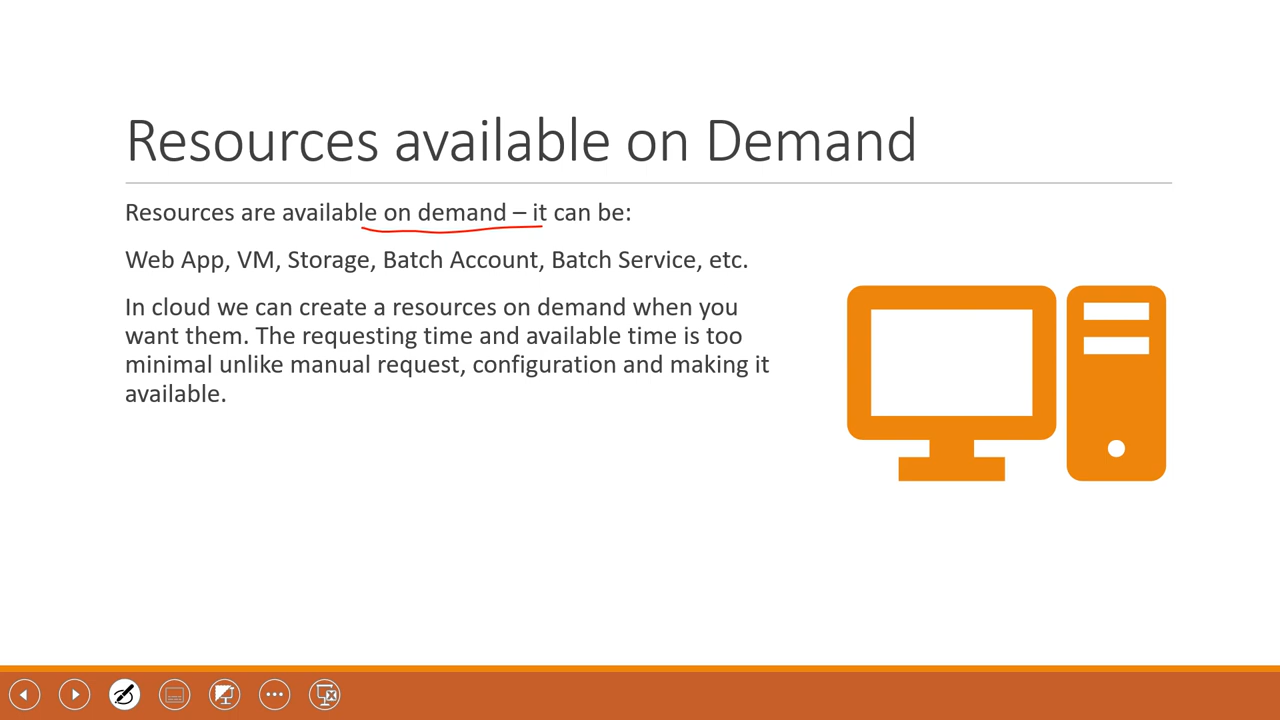 Resources available on Demand
Resources are available on demand – it can be:
Web App, VM, Storage, Batch Account, Batch Service, etc.
In cloud we can create a resources on demand when you
want them. The requesting time and available time is too
minimal unlike manual request, configuration and making it
available.